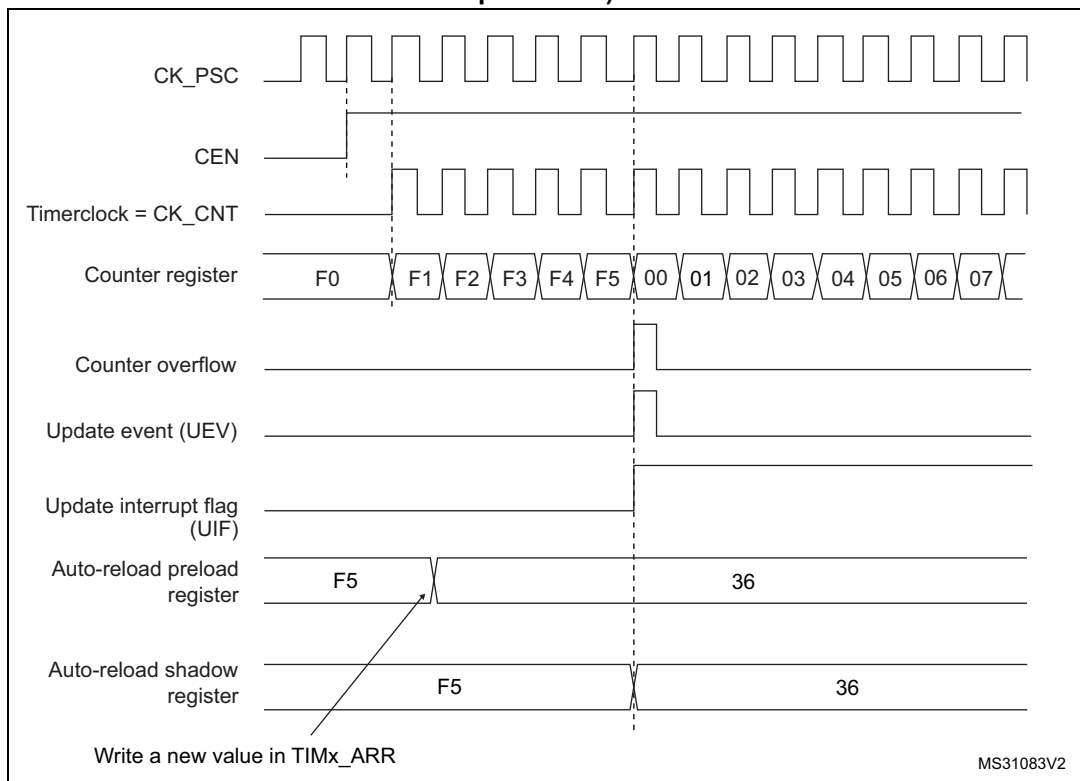 CK_PSC
CEN
Timerclock = CK_CNT
Counter register
F0 F1 F2 F3 F4 F5 00 01 02 03 04 05 06 07
Counter overflow
Update event (UEV)
Update interrupt flag
(UIF)
Auto-reload preload
register
F5 36
Auto-reload shadow
register
F5 36
Write a new value in TIMx_ARR
MS31083V2